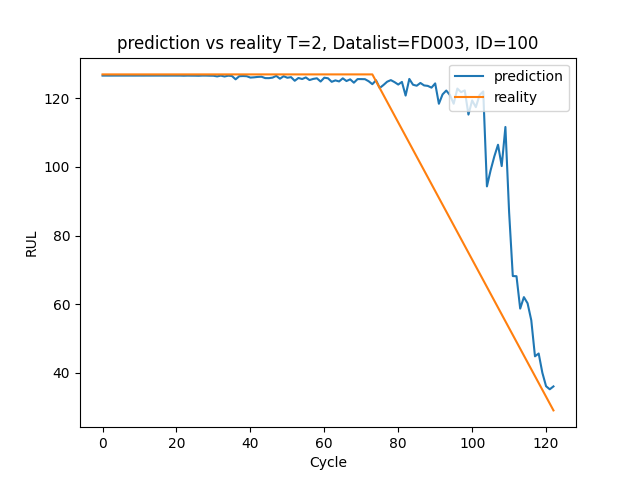 prediction vs reality T=2, Datalist=FD003, ID=100
prediction
reality
120
100
80
60
40
RUL
0 20 40 60 80 100 120
Cycle